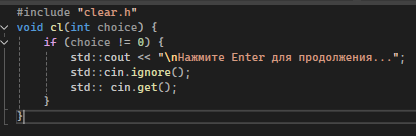 #include "clear.h"
void cl(int choice) {
if (choice != 0) {
std::cout << "\nНажмите Enter для продолжения...";
std::cin.ignore();
std:: cin.get();
}
}